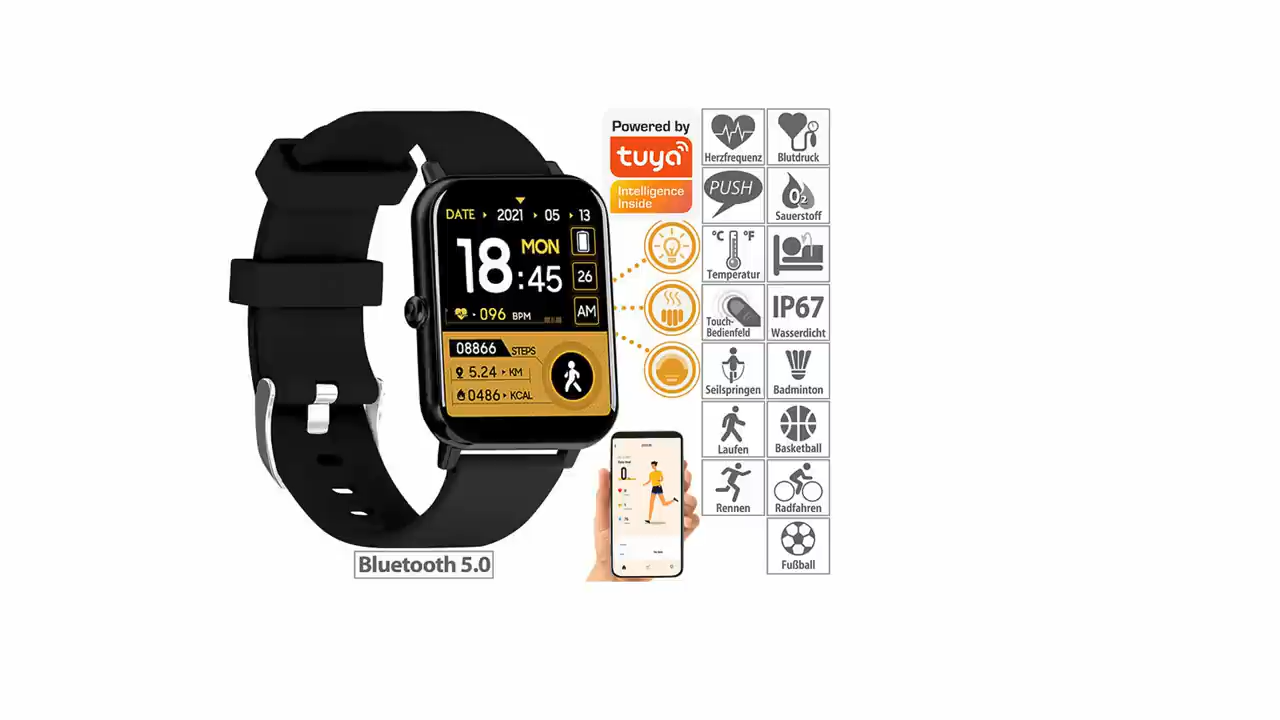 DATE ▸ 2021 ▸ 05 ▸ 13
18:45
MON
26
AM
096 BPM
08866 STEPS
5.24 ▸ KM
0486 ▸ KCAL
Bluetooth 5.0
Powered by
tuya
Intelligence
Inside
0
Herzfrequenz
Blutdruck
PUSH
O2
Sauerstoff
°C °F
Temperatur
Touch-
Bedienfeld
IP67
Wasserdicht
Seilspringen
Badminton
Laufen
Basketball
Rennen
Radfahren
Fußball